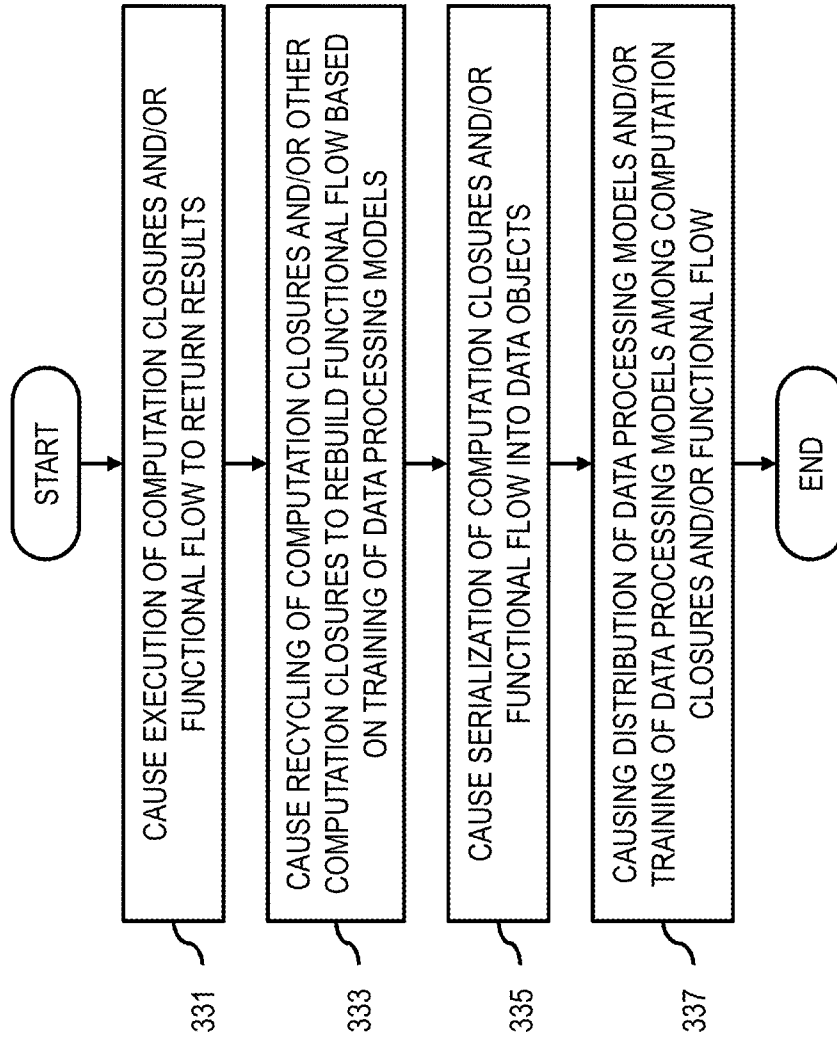 START
331
CAUSE EXECUTION OF COMPUTATION CLOSURES AND/OR
FUNCTIONAL FLOW TO RETURN RESULTS
333
CAUSE RECYCLING OF COMPUTATION CLOSURES AND/OR OTHER
COMPUTATION CLOSURES TO REBUILD FUNCTIONAL FLOW BASED
ON TRAINING OF DATA PROCESSING MODELS
335
CAUSE SERIALIZATION OF COMPUTATION CLOSURES AND/OR
FUNCTIONAL FLOW INTO DATA OBJECTS
337
CAUSING DISTRIBUTION OF DATA PROCESSING MODELS AND/OR
TRAINING OF DATA PROCESSING MODELS AMONG COMPUTATION
CLOSURES AND/OR FUNCTIONAL FLOW
END